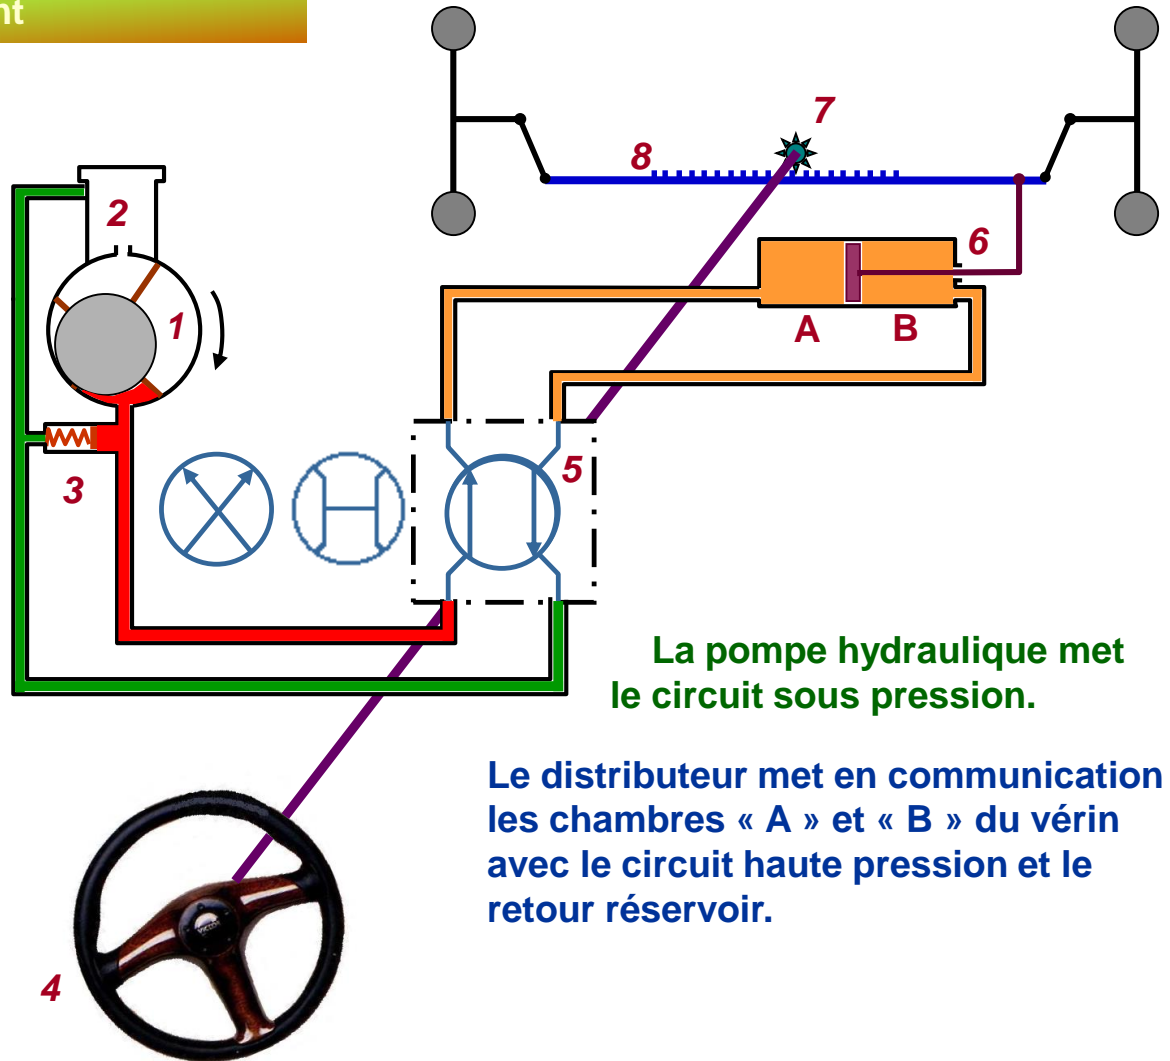 nt
7
8
2
6
1
A B
5
3
La pompe hydraulique met
le circuit sous pression.
Le distributeur met en communication
les chambres « A » et « B » du vérin
avec le circuit haute pression et le
retour réservoir.
4